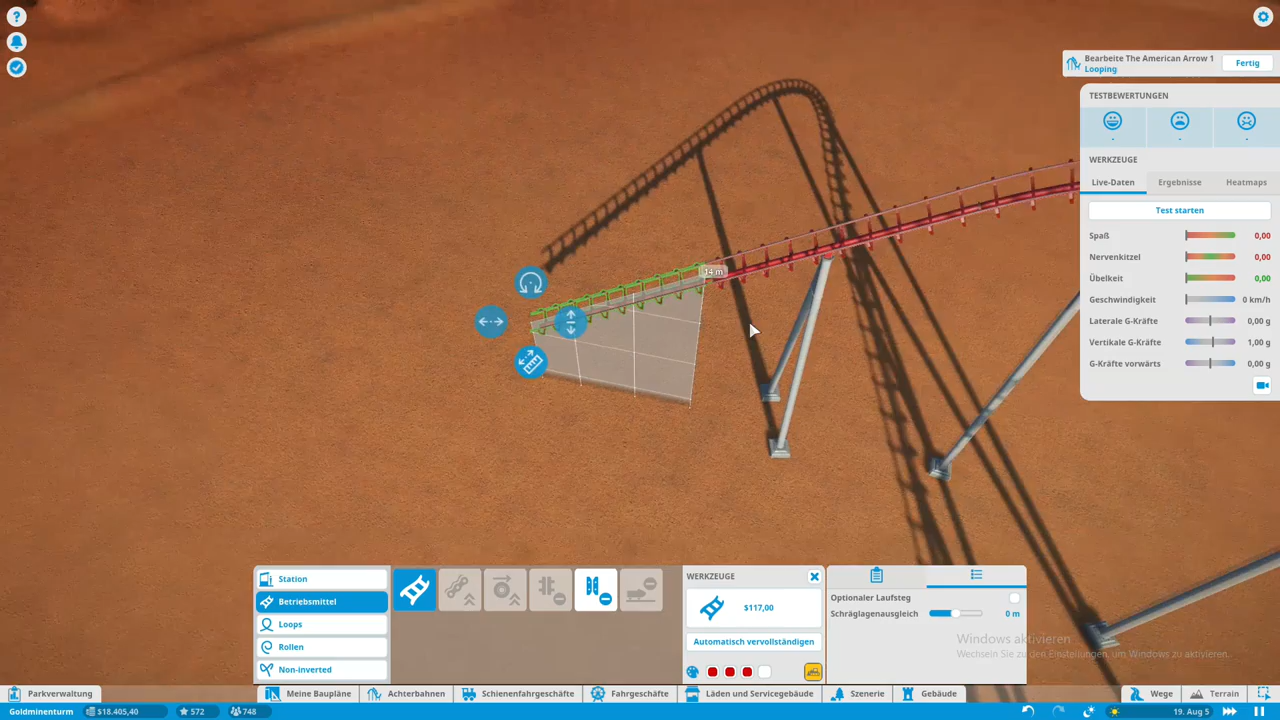 Bearbeite The American Arrow 1
Looping
Fertig
TESTBEWERTUNGEN
- - -
WERKZEUGE
Live-Daten Ergebnisse Heatmaps
Test starten
Spaß 0,00
Nervenkitzel 0,00
Übelkeit 0,00
Geschwindigkeit 0 km/h
Laterale G-Kräfte 0,00 g
Vertikale G-Kräfte 1,00 g
G-Kräfte vorwärts 0,00 g
14 m
Station
Betriebsmittel
Loops
Rollen
Non-inverted
WERKZEUGE
$117,00
Automatisch vervollständigen
Optionaler Laufsteg
Schräglagenausgleich 0 m
Windows aktivieren
Wechseln Sie zu den Einstellungen, um Windows zu aktivieren.
Parkverwaltung Meine Baupläne Achterbahnen Schienenfahrgeschäfte Fahrgeschäfte Läden und Servicegebäude Szenerie Gebäude Wege Terrain
Goldminenturm $18.405,40 572 748 19. Aug 5